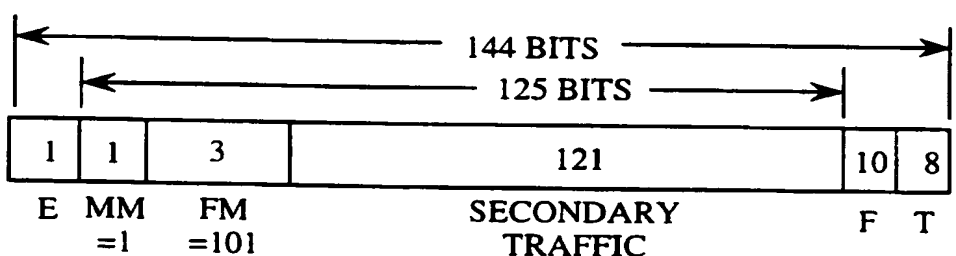 144 BITS
125 BITS
1 1 3 121 10 8
E MM =1 FM =101 SECONDARY TRAFFIC F T